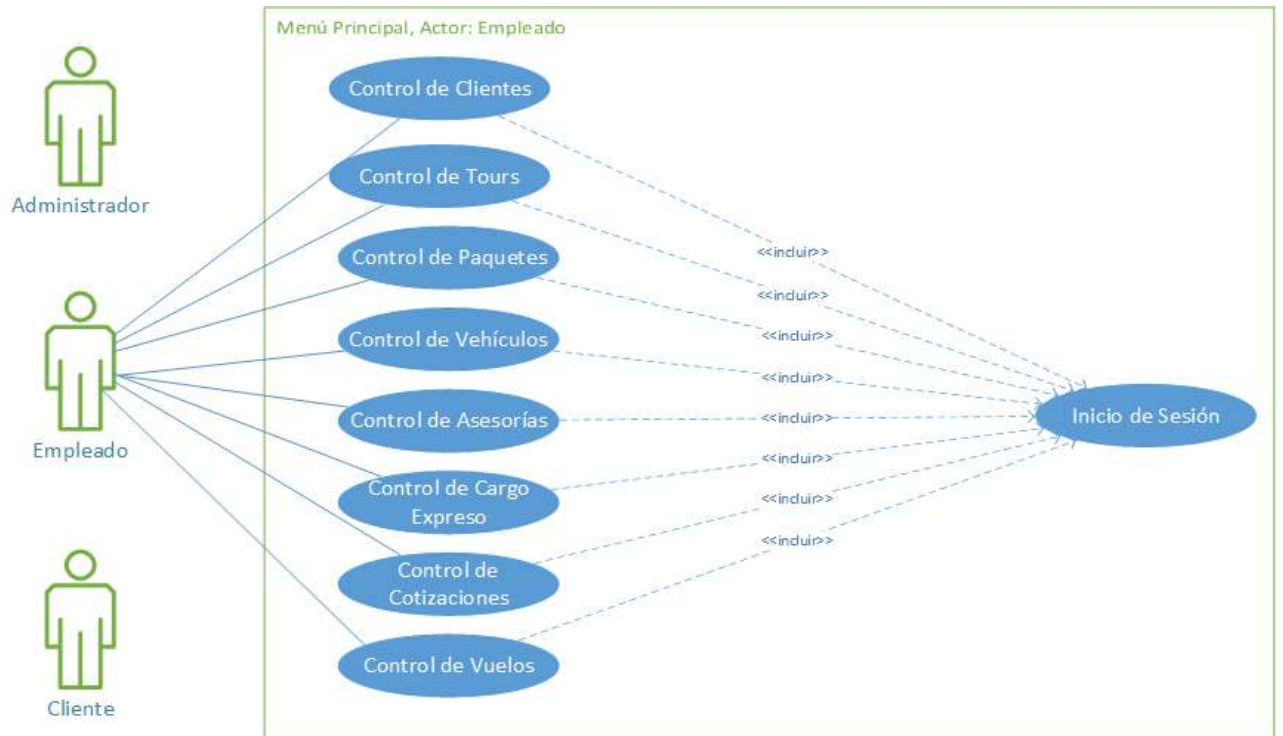 Menú Principal, Actor: Empleado
Control de Clientes
Administrador
Control de Tours
<<incluir>>
Control de Paquetes
<<incluir>>
Control de Vehículos
<<incluir>>
<<incluir>>
Control de Asesorías
<<incluir>>
Inicio de Sesión
Empleado
<<incluir>>
Control de Cargo
Expreso
<<incluir>>
<<incluir>>
Control de
Cotizaciones
Control de Vuelos
Cliente